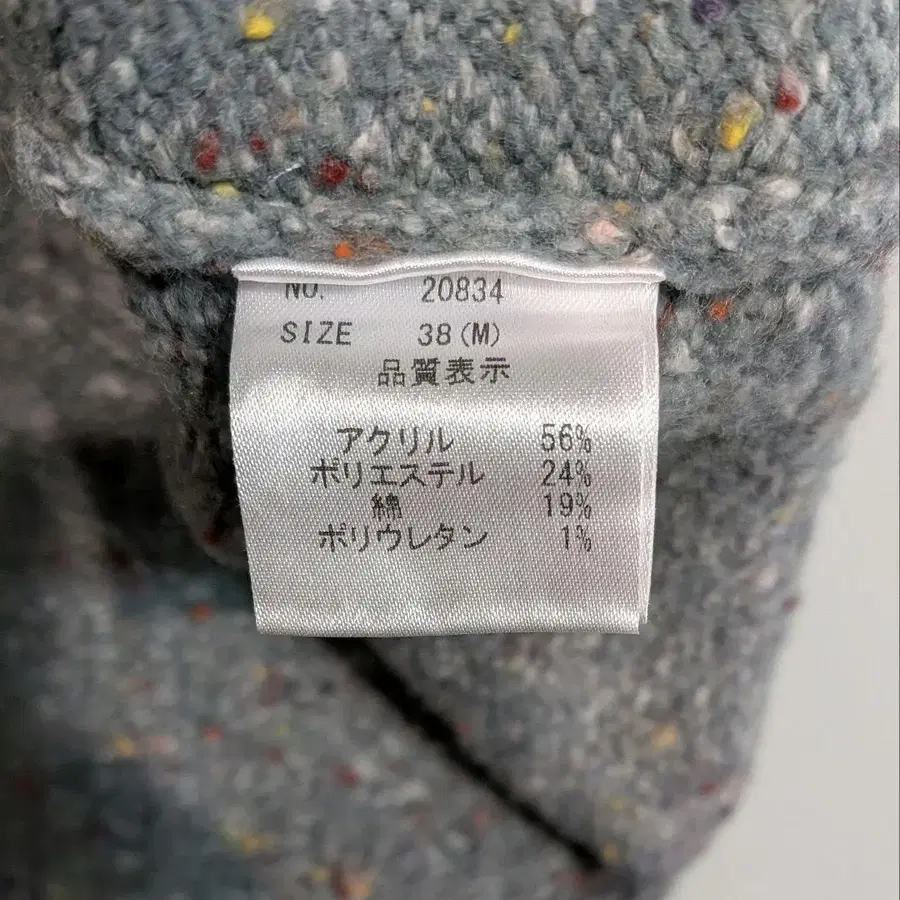 NO. 20834
SIZE 38(M)
品質表示
アクリル 56%
ポリエステル 24%
綿 19%
ポリウレタン 1%